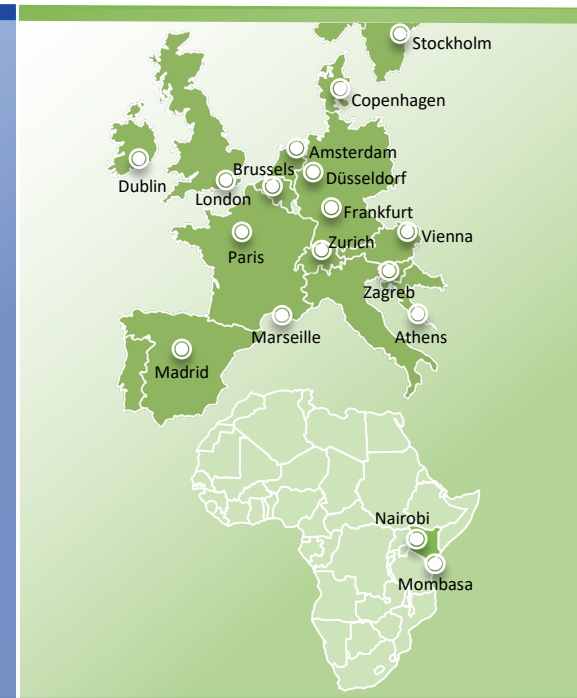 Stockholm
Copenhagen
Amsterdam
Brussels
Düsseldorf
Dublin
London
Frankfurt
Vienna
Zurich
Paris
Zagreb
Marseille
Athens
Madrid
Nairobi
Mombasa